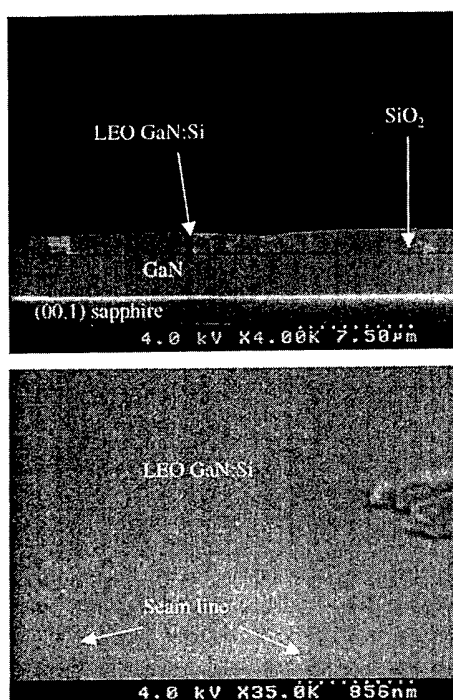 SiO₂
LEO GaN:Si
GaN
(00.1) sapphire
4.0 kV X4.00K 7.50µm
LEO GaN:Si
Seam line
4.0 kV X35.0K 856nm